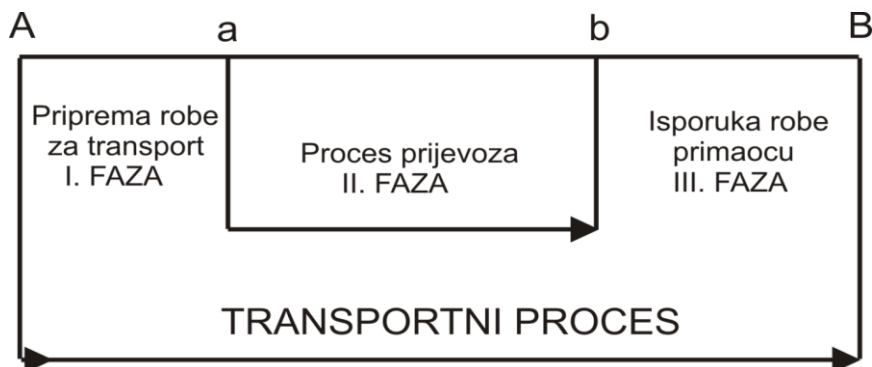 A
a
b
B
Priprema robe
za transport
I. FAZA
Proces prijevoza
II. FAZA
Isporuka robe
primaocu
III. FAZA
TRANSPORTNI PROCES